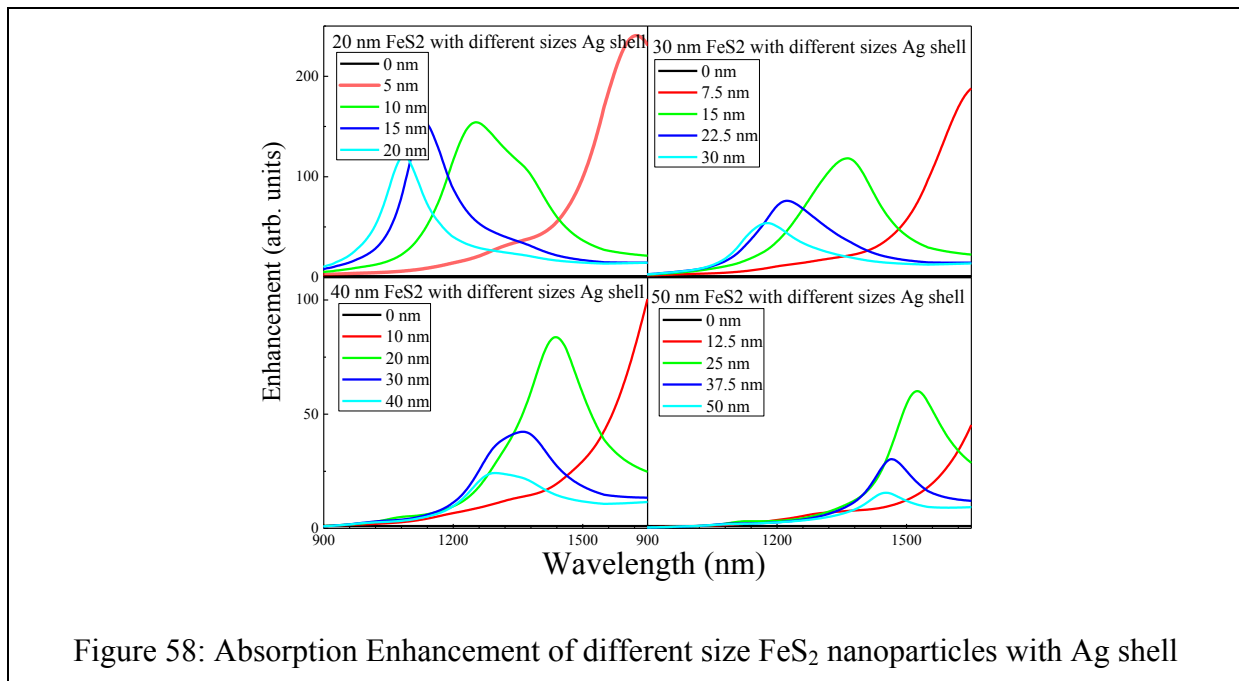 20 nm FeS2 with different sizes Ag shell
0 nm
5 nm
10 nm
15 nm
20 nm
30 nm FeS2 with different sizes Ag shell
0 nm
7.5 nm
15 nm
22.5 nm
30 nm
200
100
0
40 nm FeS2 with different sizes Ag shell
0 nm
10 nm
20 nm
30 nm
40 nm
50 nm FeS2 with different sizes Ag shell
0 nm
12.5 nm
25 nm
37.5 nm
50 nm
100
50
0
Enhancement (arb. units)
900 1200 1500 900 1200 1500
Wavelength (nm)
Figure 58: Absorption Enhancement of different size FeS₂ nanoparticles with Ag shell